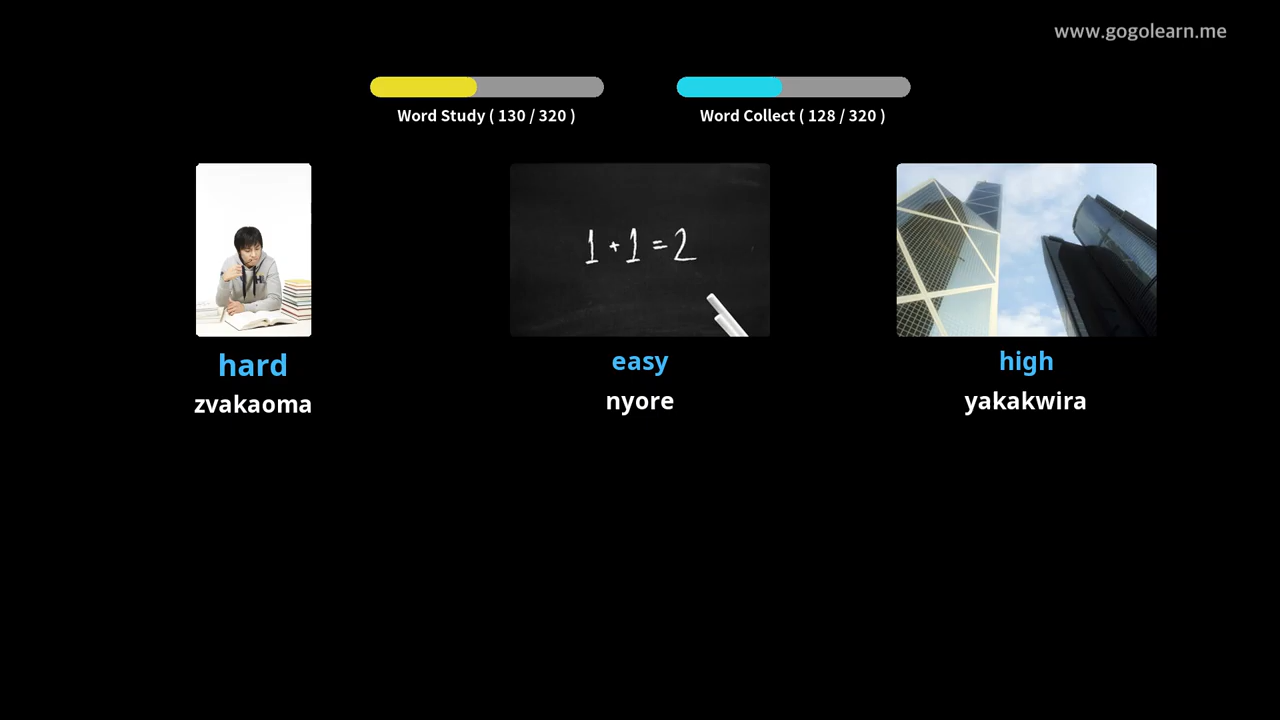 www.gogolearn.me
Word Study ( 130 / 320 )
Word Collect ( 128 / 320 )
1 + 1 = 2
hard
zvakaoma
easy
nyore
high
yakakwira